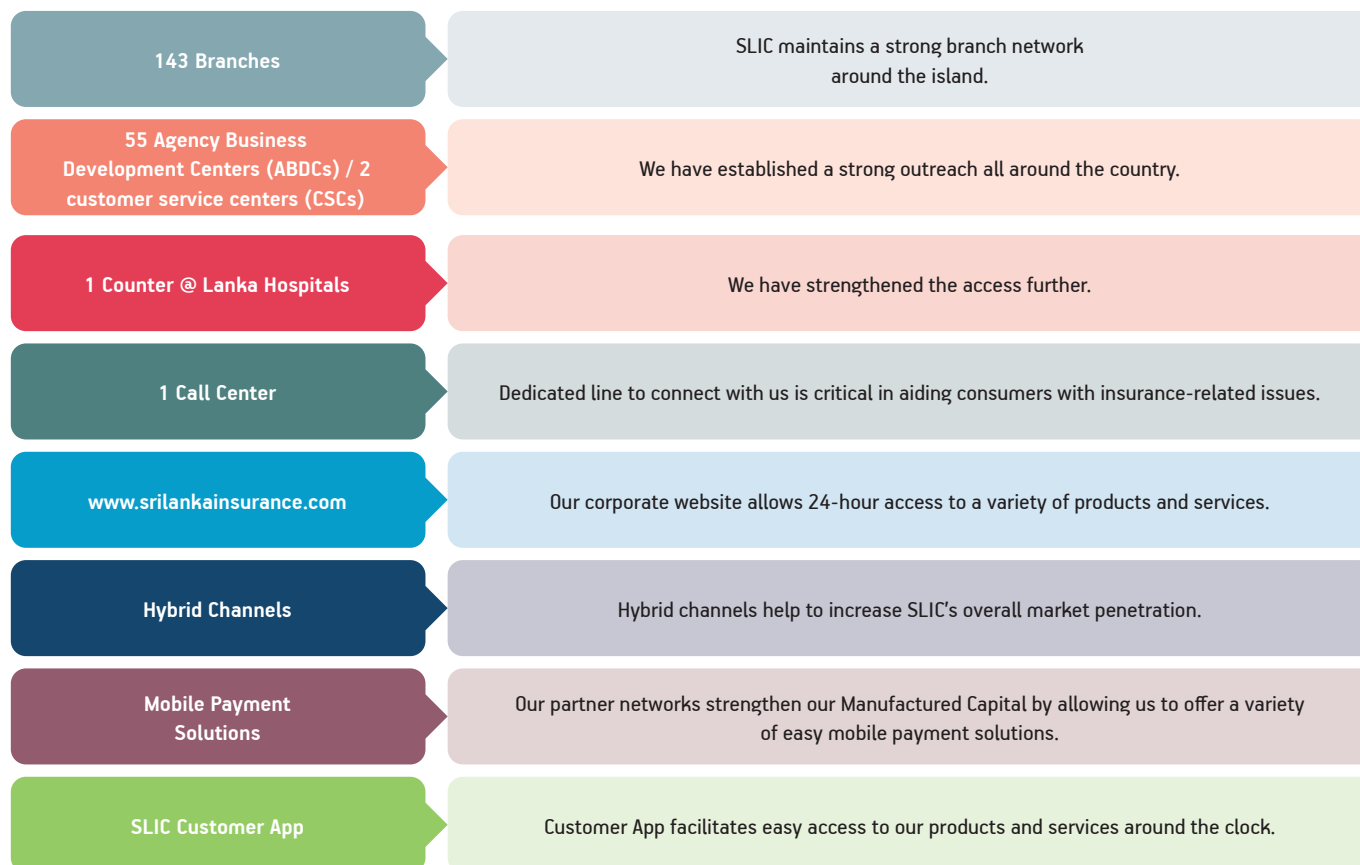 143 Branches
SLIC maintains a strong branch network
around the island.
55 Agency Business
Development Centers (ABDCs) / 2
customer service centers (CSCs)
We have established a strong outreach all around the country.
1 Counter @ Lanka Hospitals
We have strengthened the access further.
1 Call Center
Dedicated line to connect with us is critical in aiding consumers with insurance-related issues.
www.srilankainsurance.com
Our corporate website allows 24-hour access to a variety of products and services.
Hybrid Channels
Hybrid channels help to increase SLIC's overall market penetration.
Mobile Payment
Solutions
Our partner networks strengthen our Manufactured Capital by allowing us to offer a variety
of easy mobile payment solutions.
SLIC Customer App
Customer App facilitates easy access to our products and services around the clock.